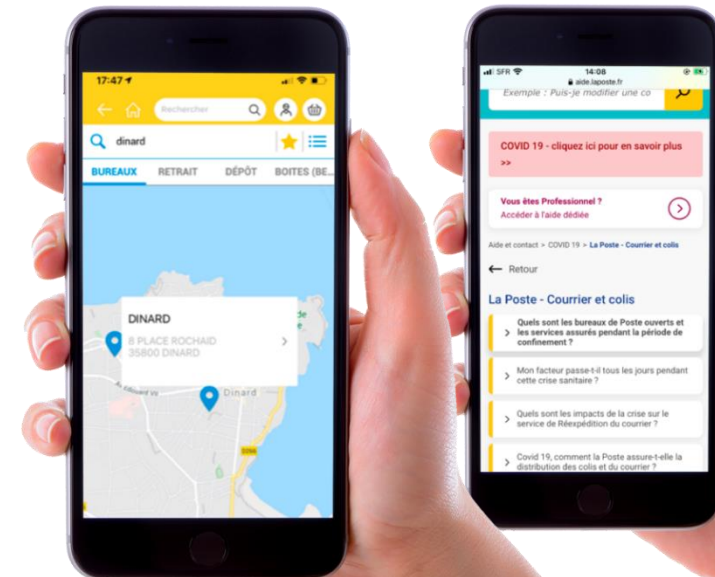 17:47
Rechercher
dinard
BUREAUX RETRAIT DÉPÔT BOITES (BE...
DINARD
8 PLACE ROCHAID
35800 DINARD
de
Av. Edouard VII
Dinard
SFR
14:08
aide.laposte.fr
Exemple : Puis-je modifier une co
COVID 19 - cliquez ici pour en savoir plus
>>
Vous êtes Professionnel ?
Accéder à l'aide dédiée
Aide et contact > COVID 19 > La Poste - Courrier et colis
← Retour
La Poste - Courrier et colis
> Quels sont les bureaux de Poste ouverts et
les services assurés pendant la période de
confinement ?
> Mon facteur passe-t-il tous les jours pendant
cette crise sanitaire ?
> Quels sont les impacts de la crise sur le
service de Réexpédition du courrier ?
> Covid 19, comment la Poste assure-t-elle la
distribution des colis et du courrier ?